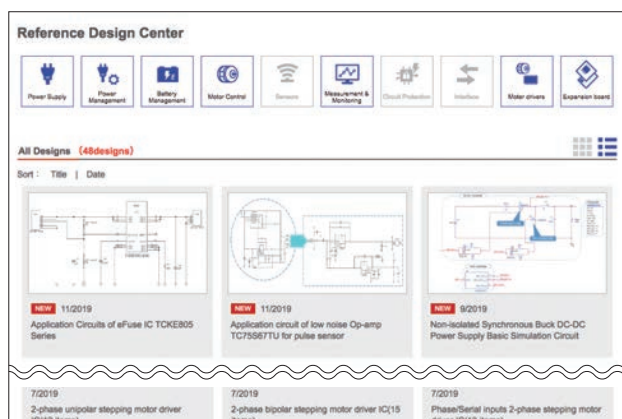 Reference Design Center
Power Supply
Power
Management
Battery
Management
Motor Control
Sensors
Measurement &
Monitoring
Circuit Protection
Interface
Motor drivers
Expansion board
All Designs (48designs)
Sort : Title | Date
NEW 11/2019
Application Circuits of eFuse IC TCKE805
Series
NEW 11/2019
Application circuit of low noise Op-amp
TC75S67TU for pulse sensor
NEW 9/2019
Non-isolated Synchronous Buck DC-DC
Power Supply Basic Simulation Circuit
7/2019
2-phase unipolar stepping motor driver
7/2019
2-phase bipolar stepping motor driver IC(15
7/2019
Phase/Serial inputs 2-phase stepping motor